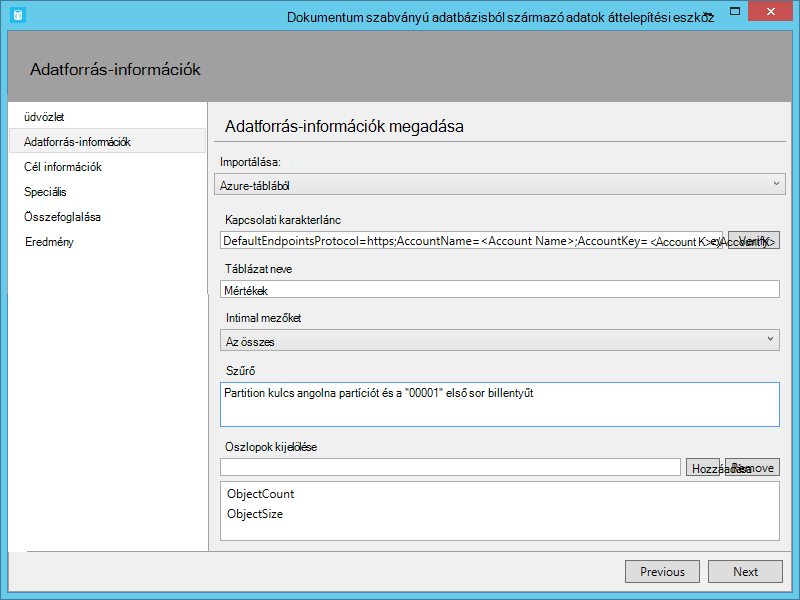 Dokumentum szabványú adatbázisból származó adatok áttelepítési eszköz
Adatforrás-információk
üdvözlet
Adatforrás-információk
Cél információk
Speciális
Összefoglalása
Eredmény
Adatforrás-információk megadása
Importálása:
Azure-táblából
Kapcsolati karakterlánc
DefaultEndpointsProtocol=https;AccountName=<Account Name>;AccountKey= <Account K>
Verify
Táblázat neve
Mértékek
Intimal mezőket
Az összes
Szűrő
Partition kulcs angolna partíciót és a "00001" első sor billentyűt
Oszlopok kijelölése
Hozzáadása Remove
ObjectCount
ObjectSize
Previous Next